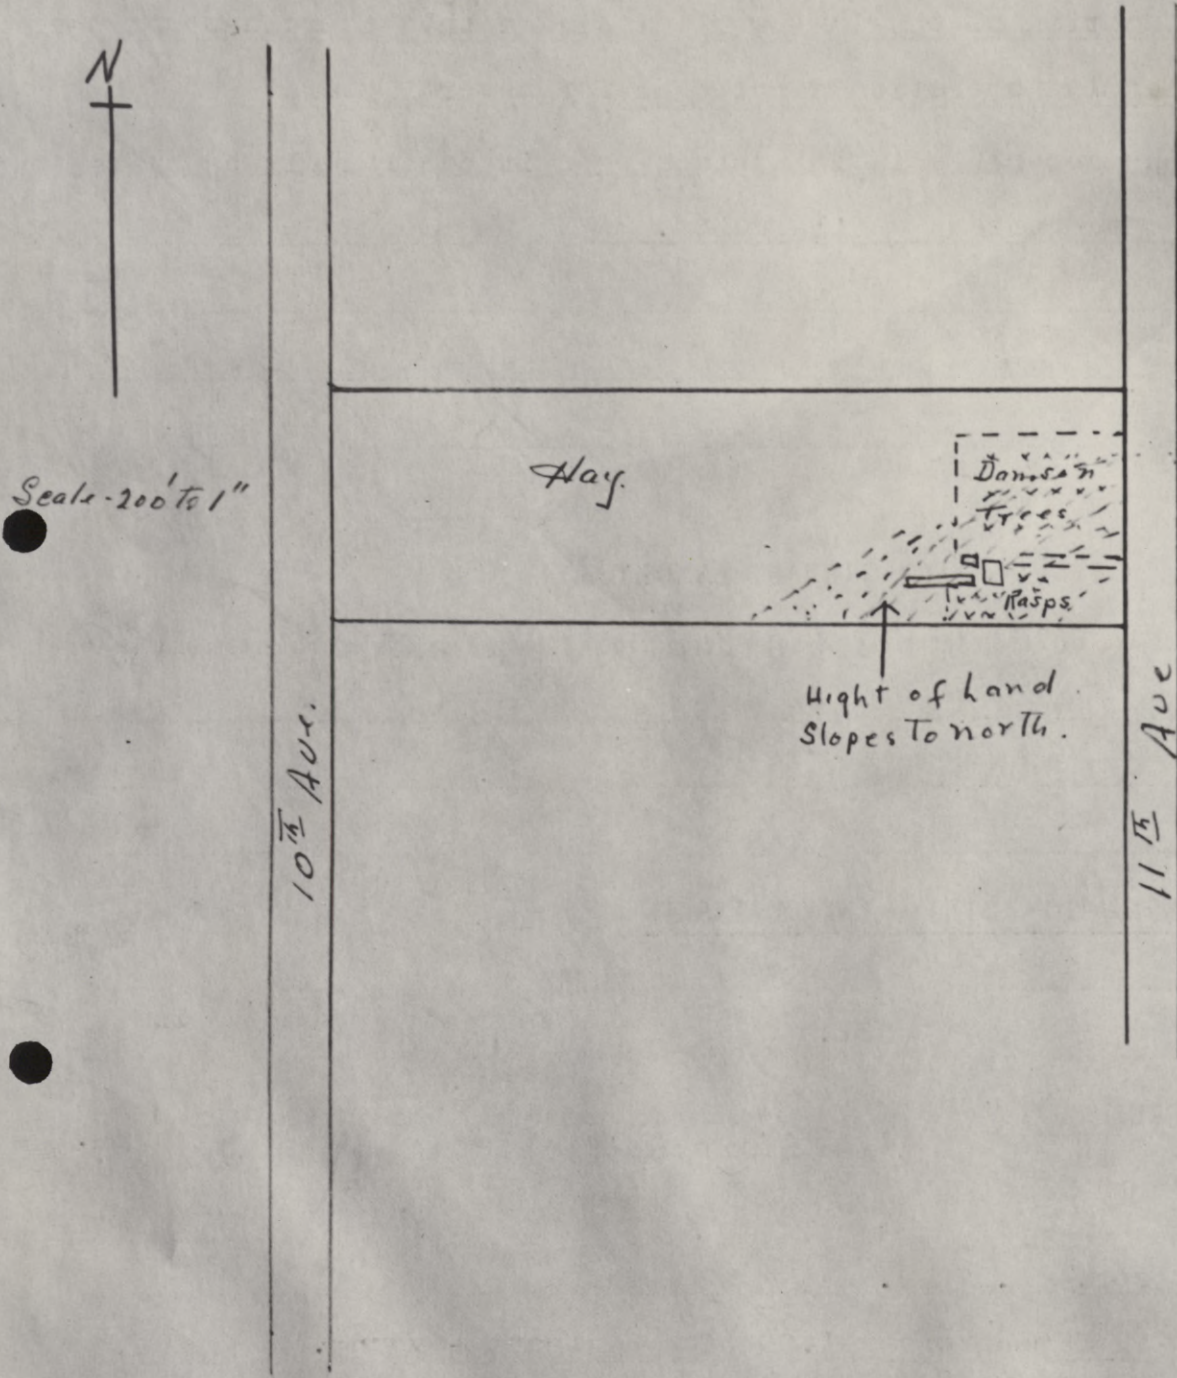 N
Scale-200' To 1"
Hay.
Damson
Trees
Rasps.
Hight of Land
Slopes To north.
10th Ave.
11th Ave